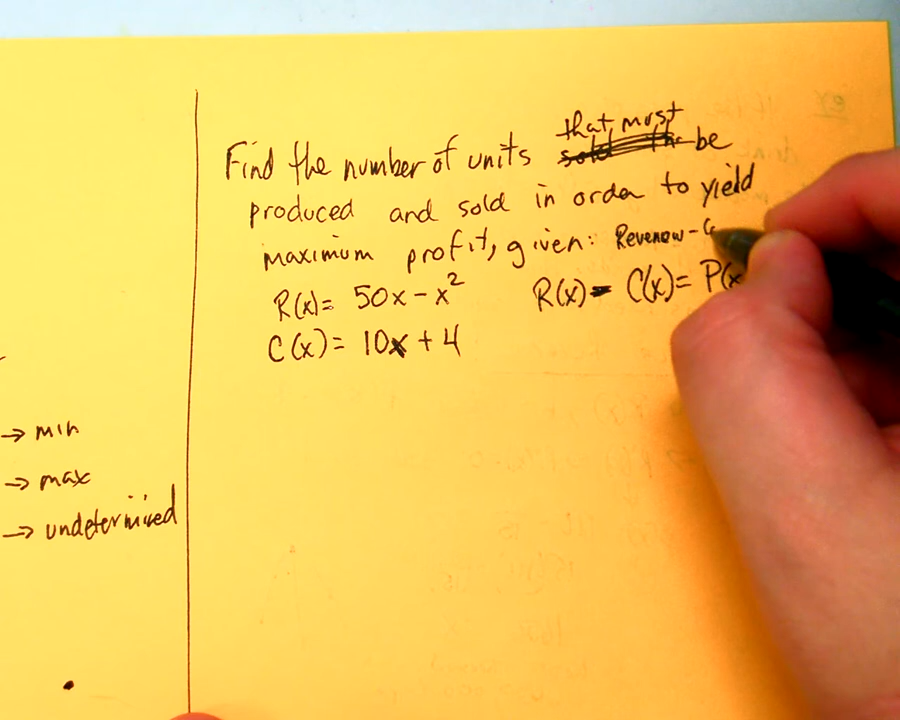 that must
Find the number of units be
produced and sold in order to yield
maximum profit, given: Revenew - C
R(x) = 50x - x² R(x) - C(x) = P(x
C(x) = 10x + 4
→ min
→ max
→ undetermined